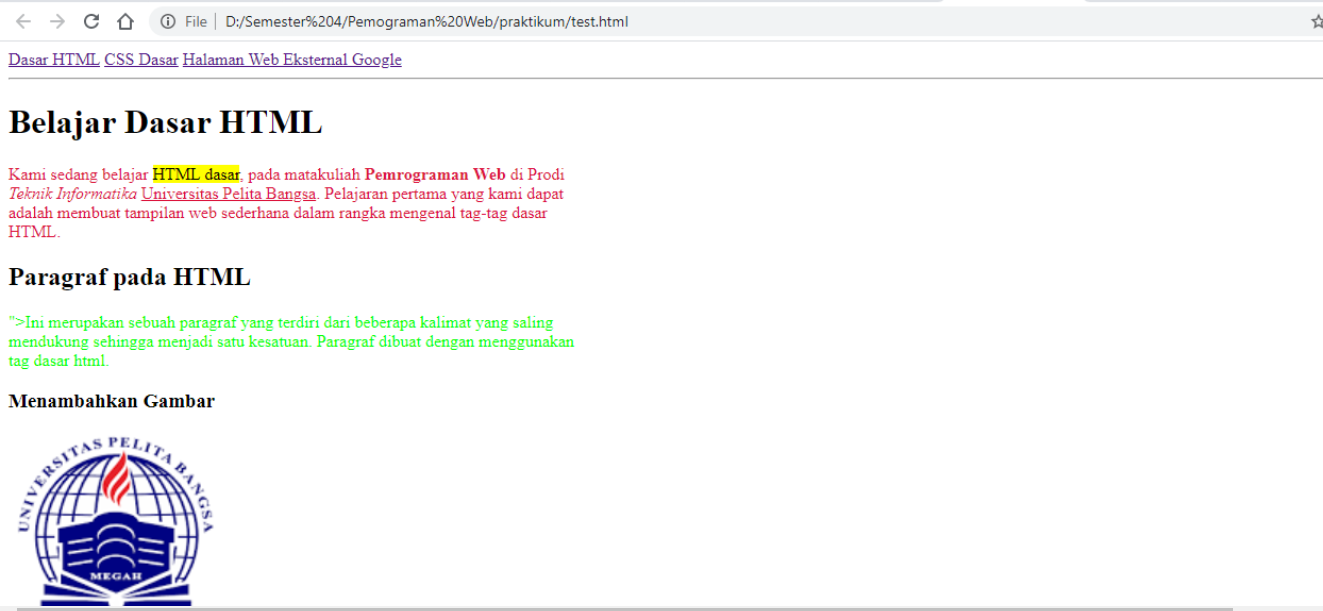 File | D:/Semester%204/Pemograman%20Web/praktikum/test.html
Dasar HTML CSS Dasar Halaman Web Eksternal Google
Belajar Dasar HTML
Kami sedang belajar HTML dasar, pada matakuliah Pemrograman Web di Prodi
Teknik Informatika Universitas Pelita Bangsa. Pelajaran pertama yang kami dapat
adalah membuat tampilan web sederhana dalam rangka mengenal tag-tag dasar
HTML.
Paragraf pada HTML
">Ini merupakan sebuah paragraf yang terdiri dari beberapa kalimat yang saling
mendukung sehingga menjadi satu kesatuan. Paragraf dibuat dengan menggunakan
tag dasar html.
Menambahkan Gambar
UNIVERSITAS PELITA BANGSA
MEGAH